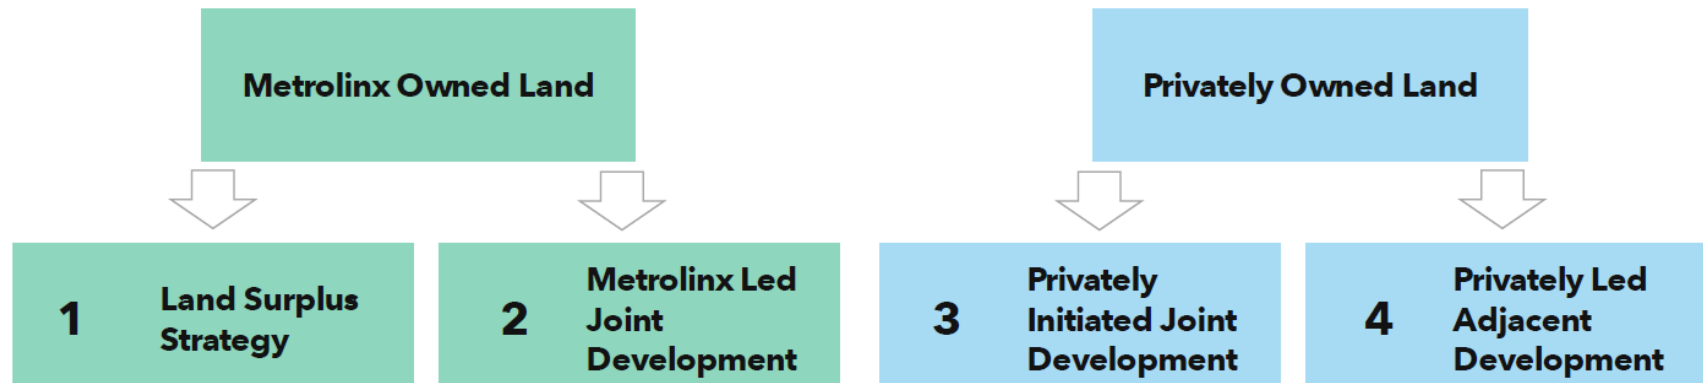 Metrolinx Owned Land
Privately Owned Land
1
Land Surplus
Strategy
2
Metrolinx Led
Joint
Development
3
Privately
Initiated Joint
Development
4
Privately Led
Adjacent
Development